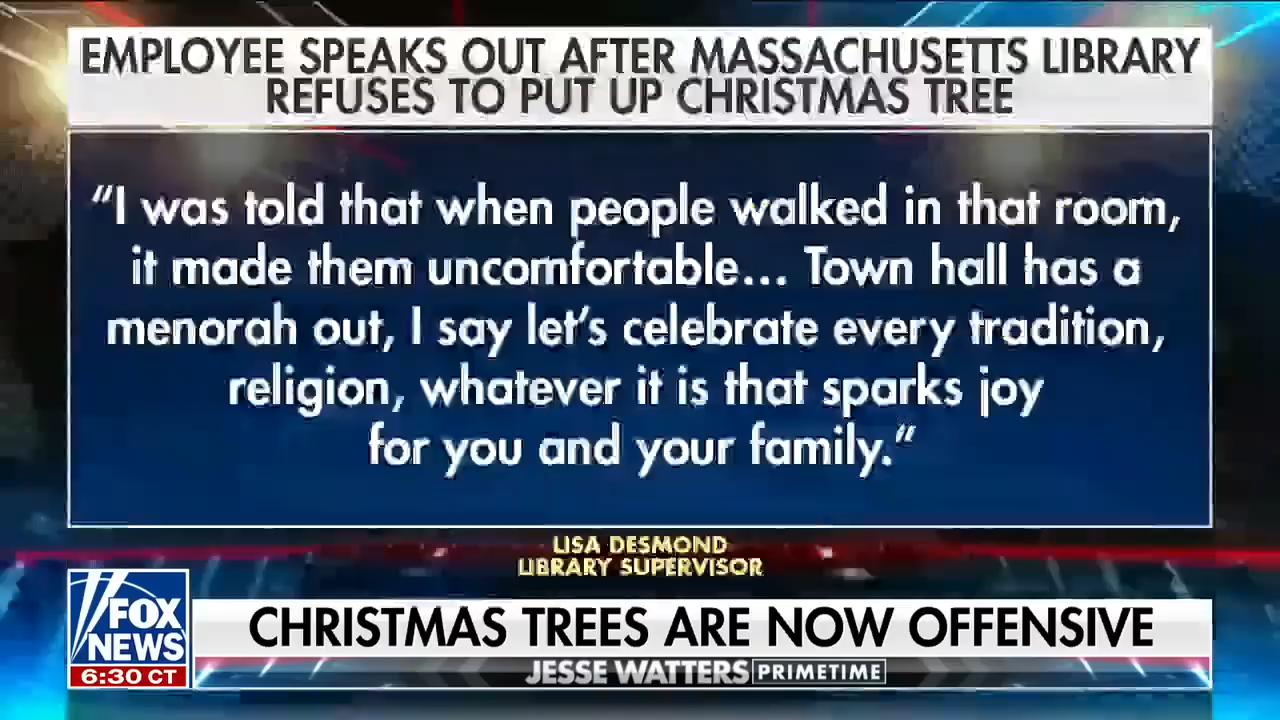 EMPLOYEE SPEAKS OUT AFTER MASSACHUSETTS LIBRARY
REFUSES TO PUT UP CHRISTMAS TREE
“I was told that when people walked in that room,
it made them uncomfortable... Town hall has a
menorah out, I say let’s celebrate every tradition,
religion, whatever it is that sparks joy
for you and your family.”
LISA DESMOND
LIBRARY SUPERVISOR
FOX
NEWS
6:30 CT
CHRISTMAS TREES ARE NOW OFFENSIVE
JESSE WATTERS PRIMETIME